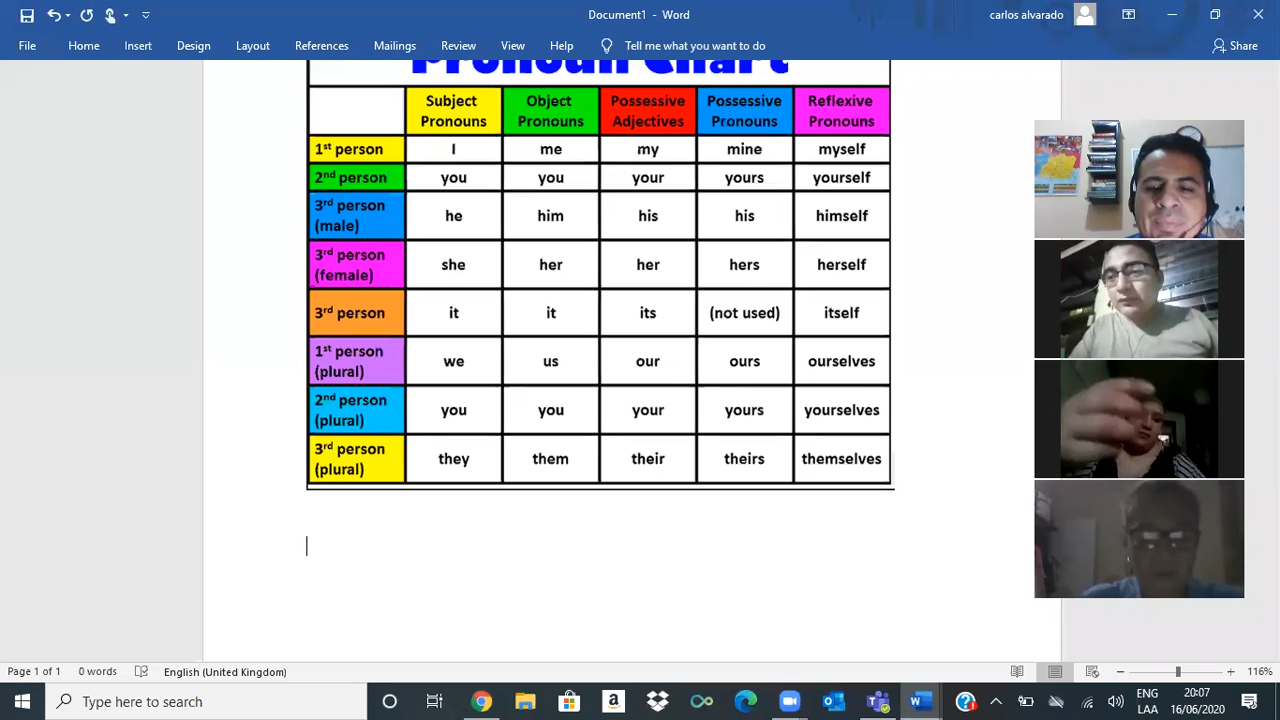 Document1 - Word
carlos alvarado
File Home Insert Design Layout References Mailings Review View Help Tell me what you want to do Share
Pronoun Chart
Subject Pronouns Object Pronouns Possessive Adjectives Possessive Pronouns Reflexive Pronouns
1st person I me my mine myself
2nd person you you your yours yourself
3rd person (male) he him his his himself
3rd person (female) she her her hers herself
3rd person it it its (not used) itself
1st person (plural) we us our ours ourselves
2nd person (plural) you you your yours yourselves
3rd person (plural) they them their theirs themselves
Page 1 of 1 0 words English (United Kingdom) 116%
Type here to search
ENG 20:07
LAA 16/06/2020